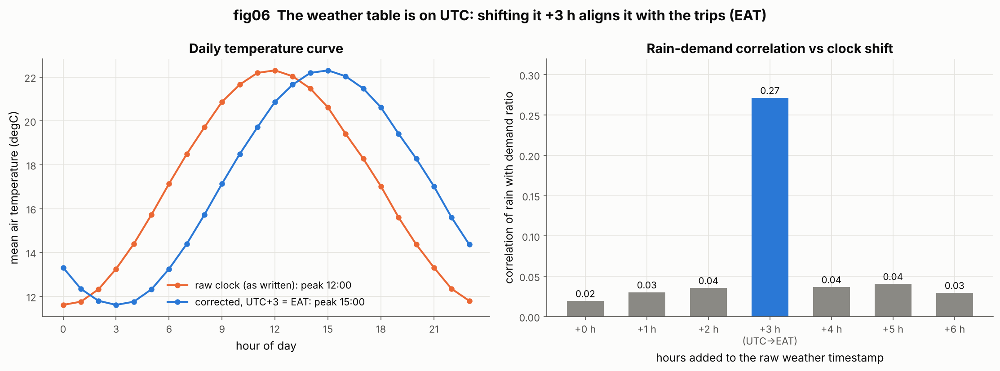 fig06  The weather table is on UTC: shifting it +3 h aligns it with the trips (EAT)
Daily temperature curve
mean air temperature (degC)
22
20
18
16
14
12
raw clock (as written): peak 12:00
corrected, UTC+3 = EAT: peak 15:00
0 3 6 9 12 15 18 21
hour of day
Rain-demand correlation vs clock shift
correlation of rain with demand ratio
0.30
0.25
0.20
0.15
0.10
0.05
0.00
0.02 0.03 0.04 0.27 0.04 0.04 0.03
+0 h +1 h +2 h +3 h +4 h +5 h +6 h
(UTC→EAT)
hours added to the raw weather timestamp